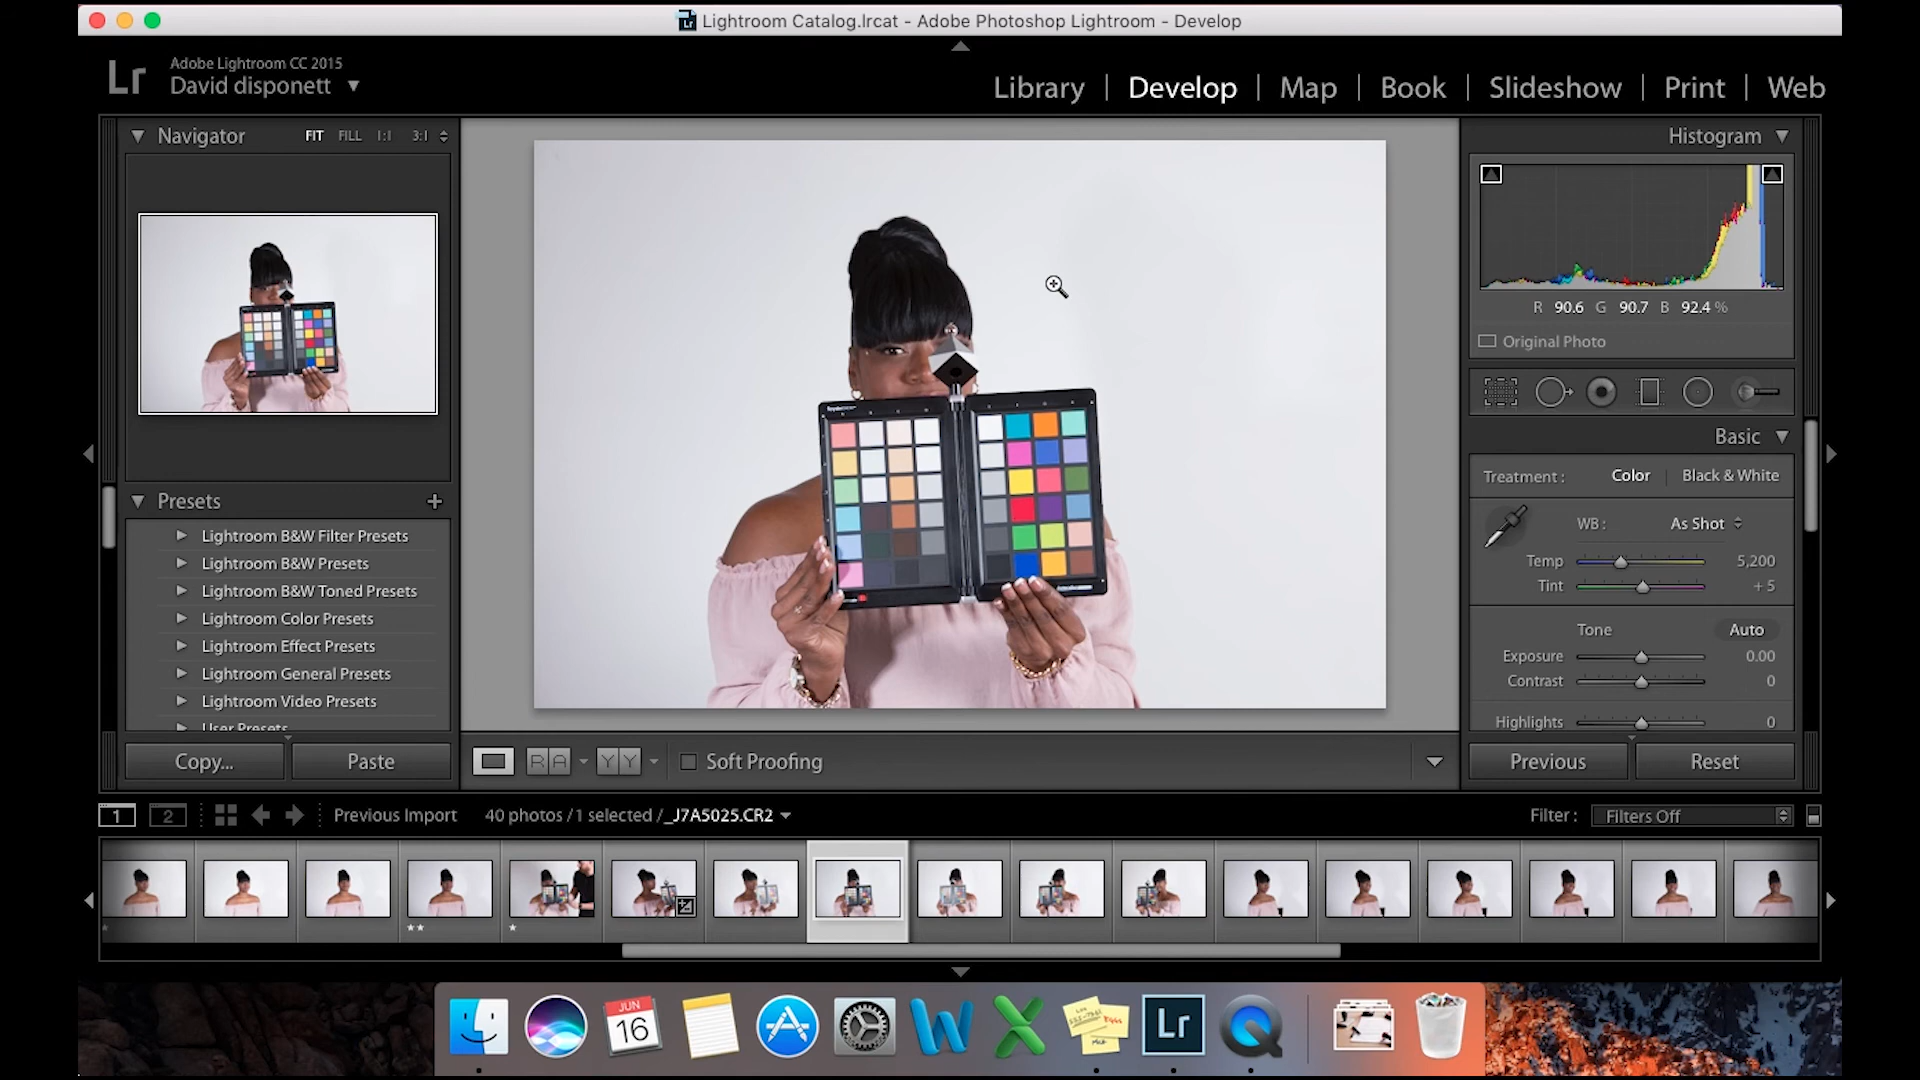 Lightroom Catalog.lrcat - Adobe Photoshop Lightroom - Develop
Lr
Adobe Lightroom CC 2015
David disponett
Library | Develop | Map | Book | Slideshow | Print | Web
Navigator FIT FILL 1:1 3:1
Histogram
R 90.6 G 90.7 B 92.4 %
Original Photo
Basic
Treatment : Color Black & White
WB : As Shot
Temp 5,200
Tint + 5
Tone Auto
Exposure 0.00
Contrast 0
Highlights 0
Presets
Lightroom B&W Filter Presets
Lightroom B&W Presets
Lightroom B&W Toned Presets
Lightroom Color Presets
Lightroom Effect Presets
Lightroom General Presets
Lightroom Video Presets
User Presets
Copy... Paste
R A Y Y Soft Proofing
Previous Reset
1 2 Previous Import 40 photos / 1 selected / _J7A5025.CR2
Filter : Filters Off
JUN
16
Lr